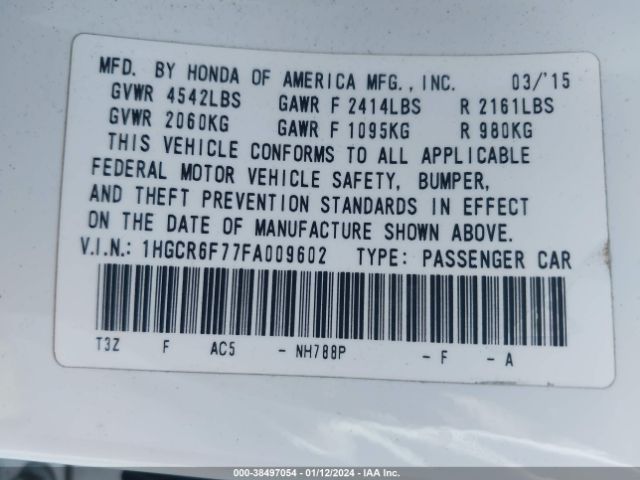 MFD. BY HONDA OF AMERICA MFG., INC. 03/'15
GVWR 4542LBS GAWR F 2414LBS R 2161LBS
GVWR 2060KG GAWR F 1095KG R 980KG
THIS VEHICLE CONFORMS TO ALL APPLICABLE
FEDERAL MOTOR VEHICLE SAFETY, BUMPER,
AND THEFT PREVENTION STANDARDS IN EFFECT
ON THE DATE OF MANUFACTURE SHOWN ABOVE.
V.I.N.: 1HGCR6F77FA009602 TYPE: PASSENGER CAR
T3Z F AC5 - NH788P - F - A
000-38497054 - 01/12/2024 - IAA Inc.